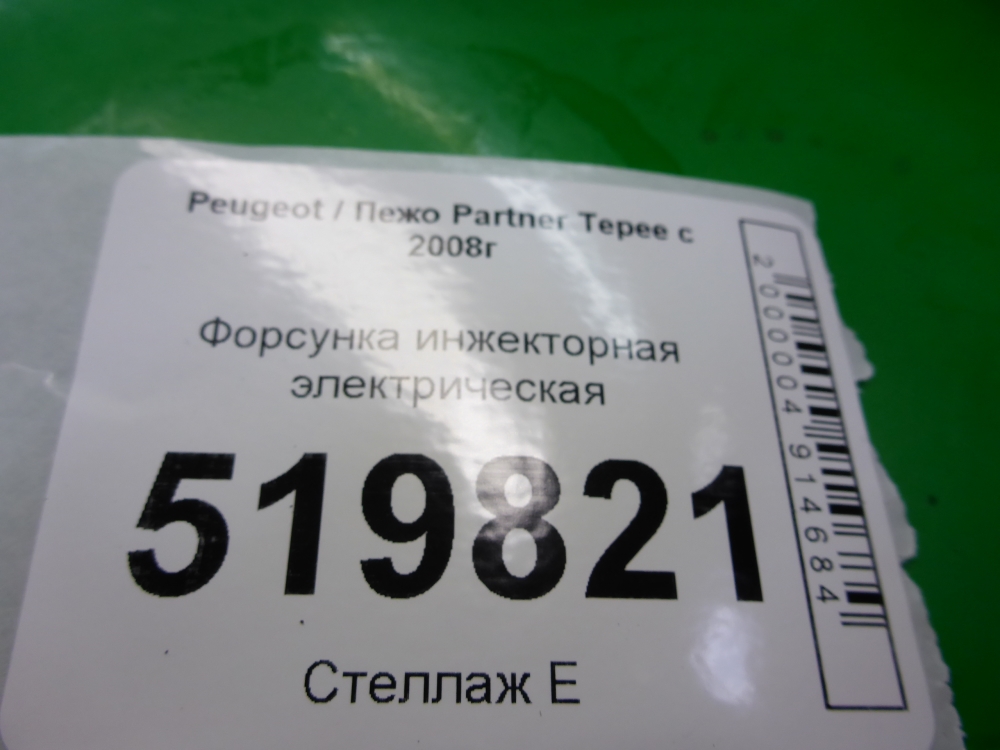 Peugeot / Пежо Partner Tepee с
2008г
Форсунка инжекторная
электрическая
519821
Стеллаж Е
2000004914684